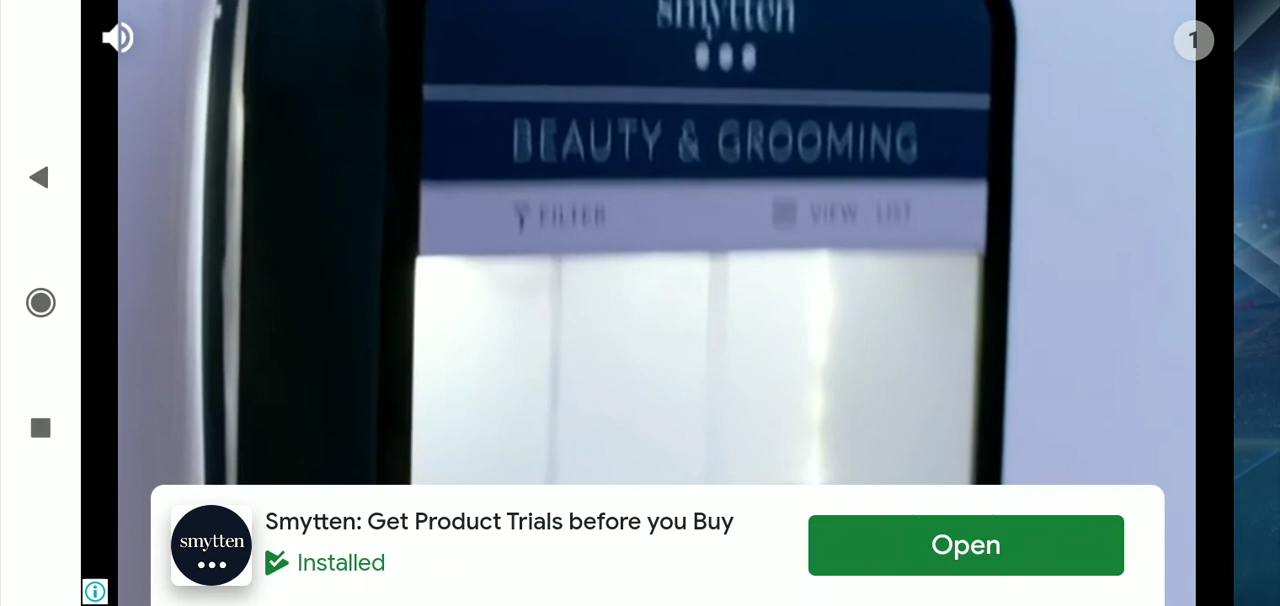 smytten
1
BEAUTY & GROOMING
FILTER
VIEW LIST
Smytten: Get Product Trials before you Buy
smytten
Installed
Open